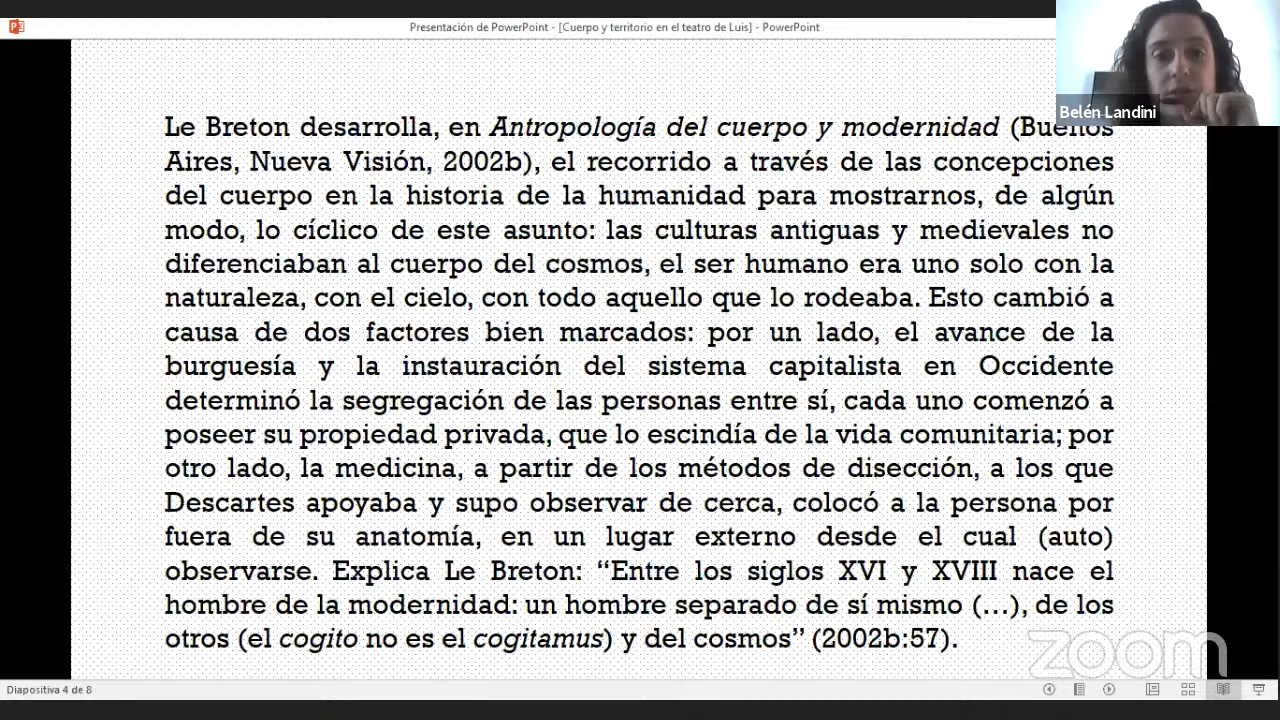 Presentación de PowerPoint - [Cuerpo y territorio en el teatro de Luis] - PowerPoint
Belén Landini
Le Breton desarrolla, en Antropología del cuerpo y modernidad (Buenos
Aires, Nueva Visión, 2002b), el recorrido a través de las concepciones
del cuerpo en la historia de la humanidad para mostrarnos, de algún
modo, lo cíclico de este asunto: las culturas antiguas y medievales no
diferenciaban al cuerpo del cosmos, el ser humano era uno solo con la
naturaleza, con el cielo, con todo aquello que lo rodeaba. Esto cambió a
causa de dos factores bien marcados: por un lado, el avance de la
burguesía y la instauración del sistema capitalista en Occidente
determinó la segregación de las personas entre sí, cada uno comenzó a
poseer su propiedad privada, que lo escindía de la vida comunitaria; por
otro lado, la medicina, a partir de los métodos de disección, a los que
Descartes apoyaba y supo observar de cerca, colocó a la persona por
fuera de su anatomía, en un lugar externo desde el cual (auto)
observarse. Explica Le Breton: “Entre los siglos XVI y XVIII nace el
hombre de la modernidad: un hombre separado de sí mismo (…), de los
otros (el cogito no es el cogitamus) y del cosmos” (2002b:57).
zoom
Diapositiva 4 de 8